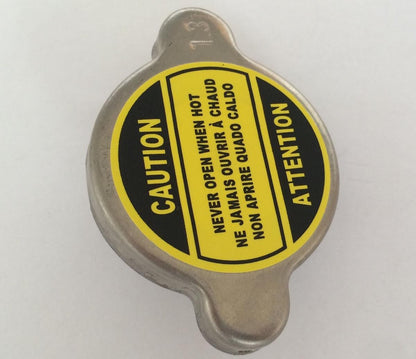 13
CAUTION
NEVER OPEN WHEN HOT
NE JAMAIS OUVRIR À CHAUD
NON APRIRE QUADO CALDO
ATTENTION